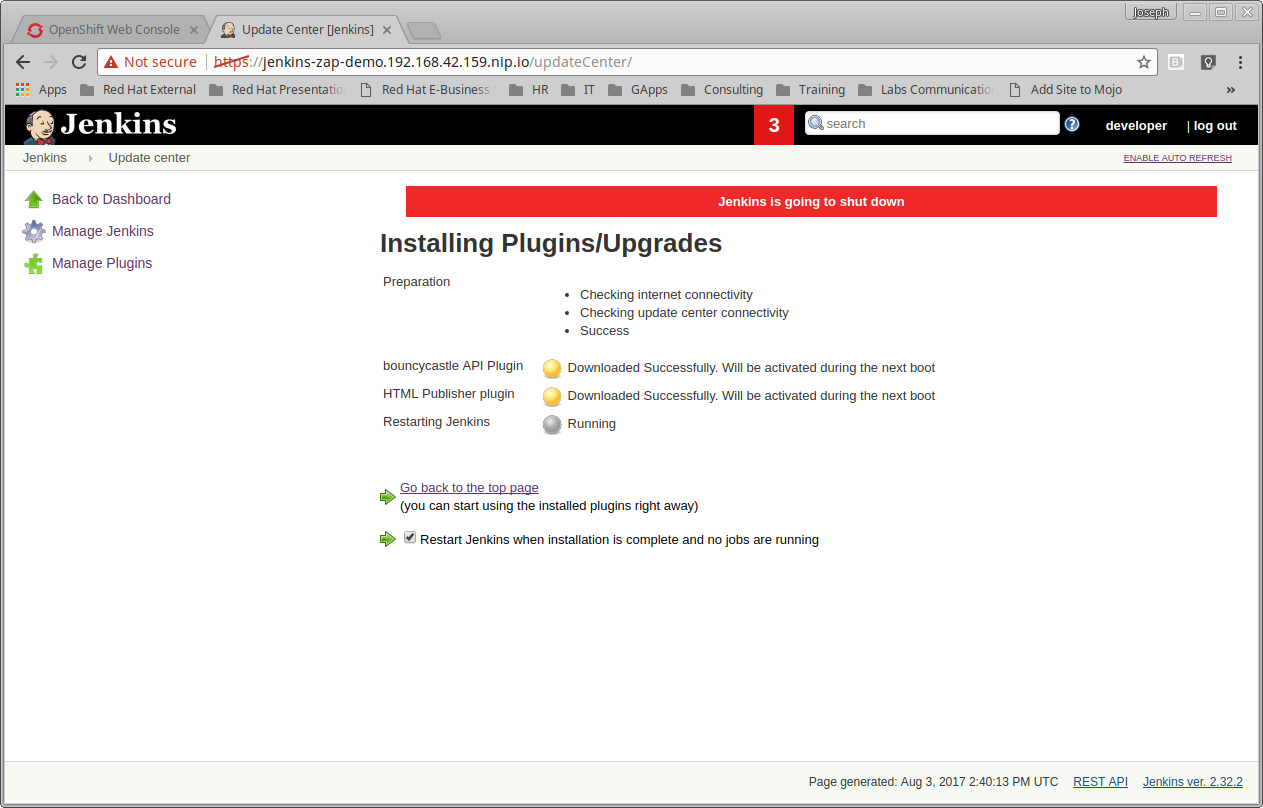 Joseph
OpenShift Web Console
Update Center [Jenkins]
Not secure
https://jenkins-zap-demo.192.168.42.159.nip.io/updateCenter/
Apps
Red Hat External
Red Hat Presentatio
Red Hat E-Business
HR
IT
GApps
Consulting
Training
Labs Communicatio
Add Site to Mojo
»
Jenkins
3
search
developer
| log out
Jenkins
Update center
ENABLE AUTO REFRESH
Back to Dashboard
Manage Jenkins
Manage Plugins
Jenkins is going to shut down
Installing Plugins/Upgrades
Preparation
• Checking internet connectivity
• Checking update center connectivity
• Success
bouncycastle API Plugin
Downloaded Successfully. Will be activated during the next boot
HTML Publisher plugin
Downloaded Successfully. Will be activated during the next boot
Restarting Jenkins
Running
Go back to the top page
(you can start using the installed plugins right away)
Restart Jenkins when installation is complete and no jobs are running
Page generated: Aug 3, 2017 2:40:13 PM UTC
REST API
Jenkins ver. 2.32.2